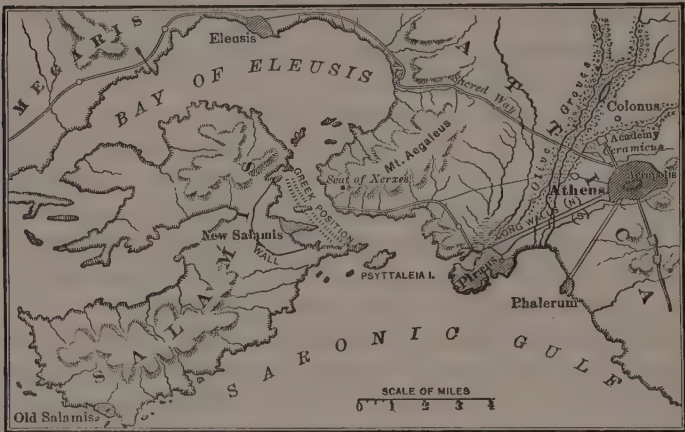 MEGARIS
Eleusis
BAY OF ELEUSIS
ATTICA
Sacred Way
Olive Groves
Colonus
Academy
Ceramicus
Mt. Aegaleus
Seat of Xerxes
GREEK POSITION
Athens
Acropolis
LONG WALLS (N)
(S)
New Salamis
WALL
PSYTTALEIA I.
Piraeus
Phalerum
SALAMIS
SARONIC GULF
SCALE OF MILES
0 1 2 3 4
Old Salamis